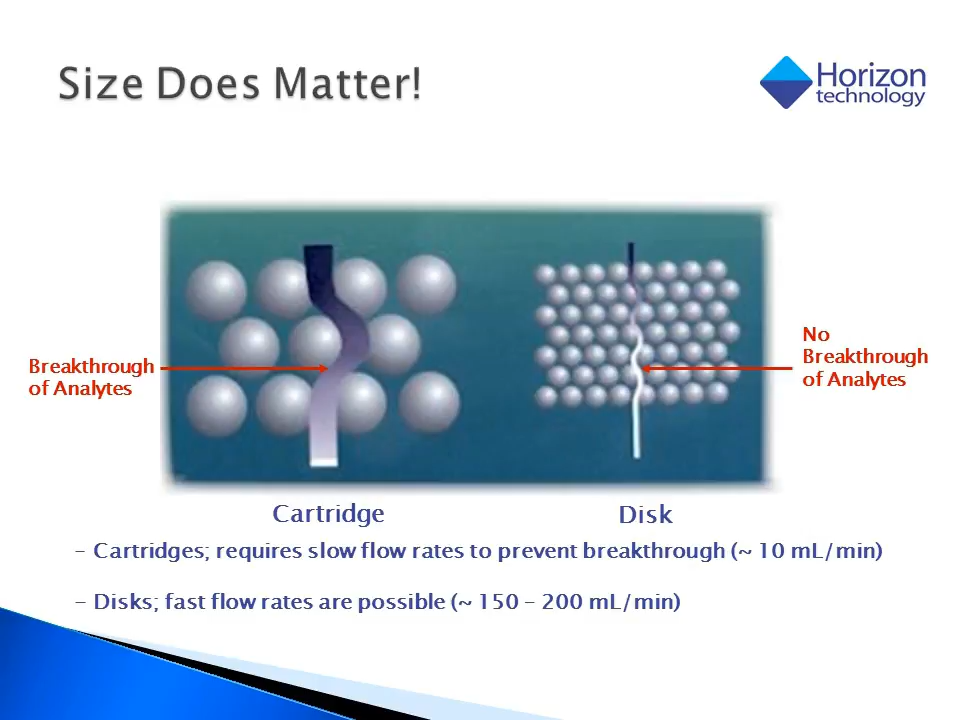 Size Does Matter!
Horizon
technology
Breakthrough
of Analytes
No
Breakthrough
of Analytes
Cartridge
Disk
- Cartridges; requires slow flow rates to prevent breakthrough (~ 10 mL/min)
- Disks; fast flow rates are possible (~ 150 – 200 mL/min)